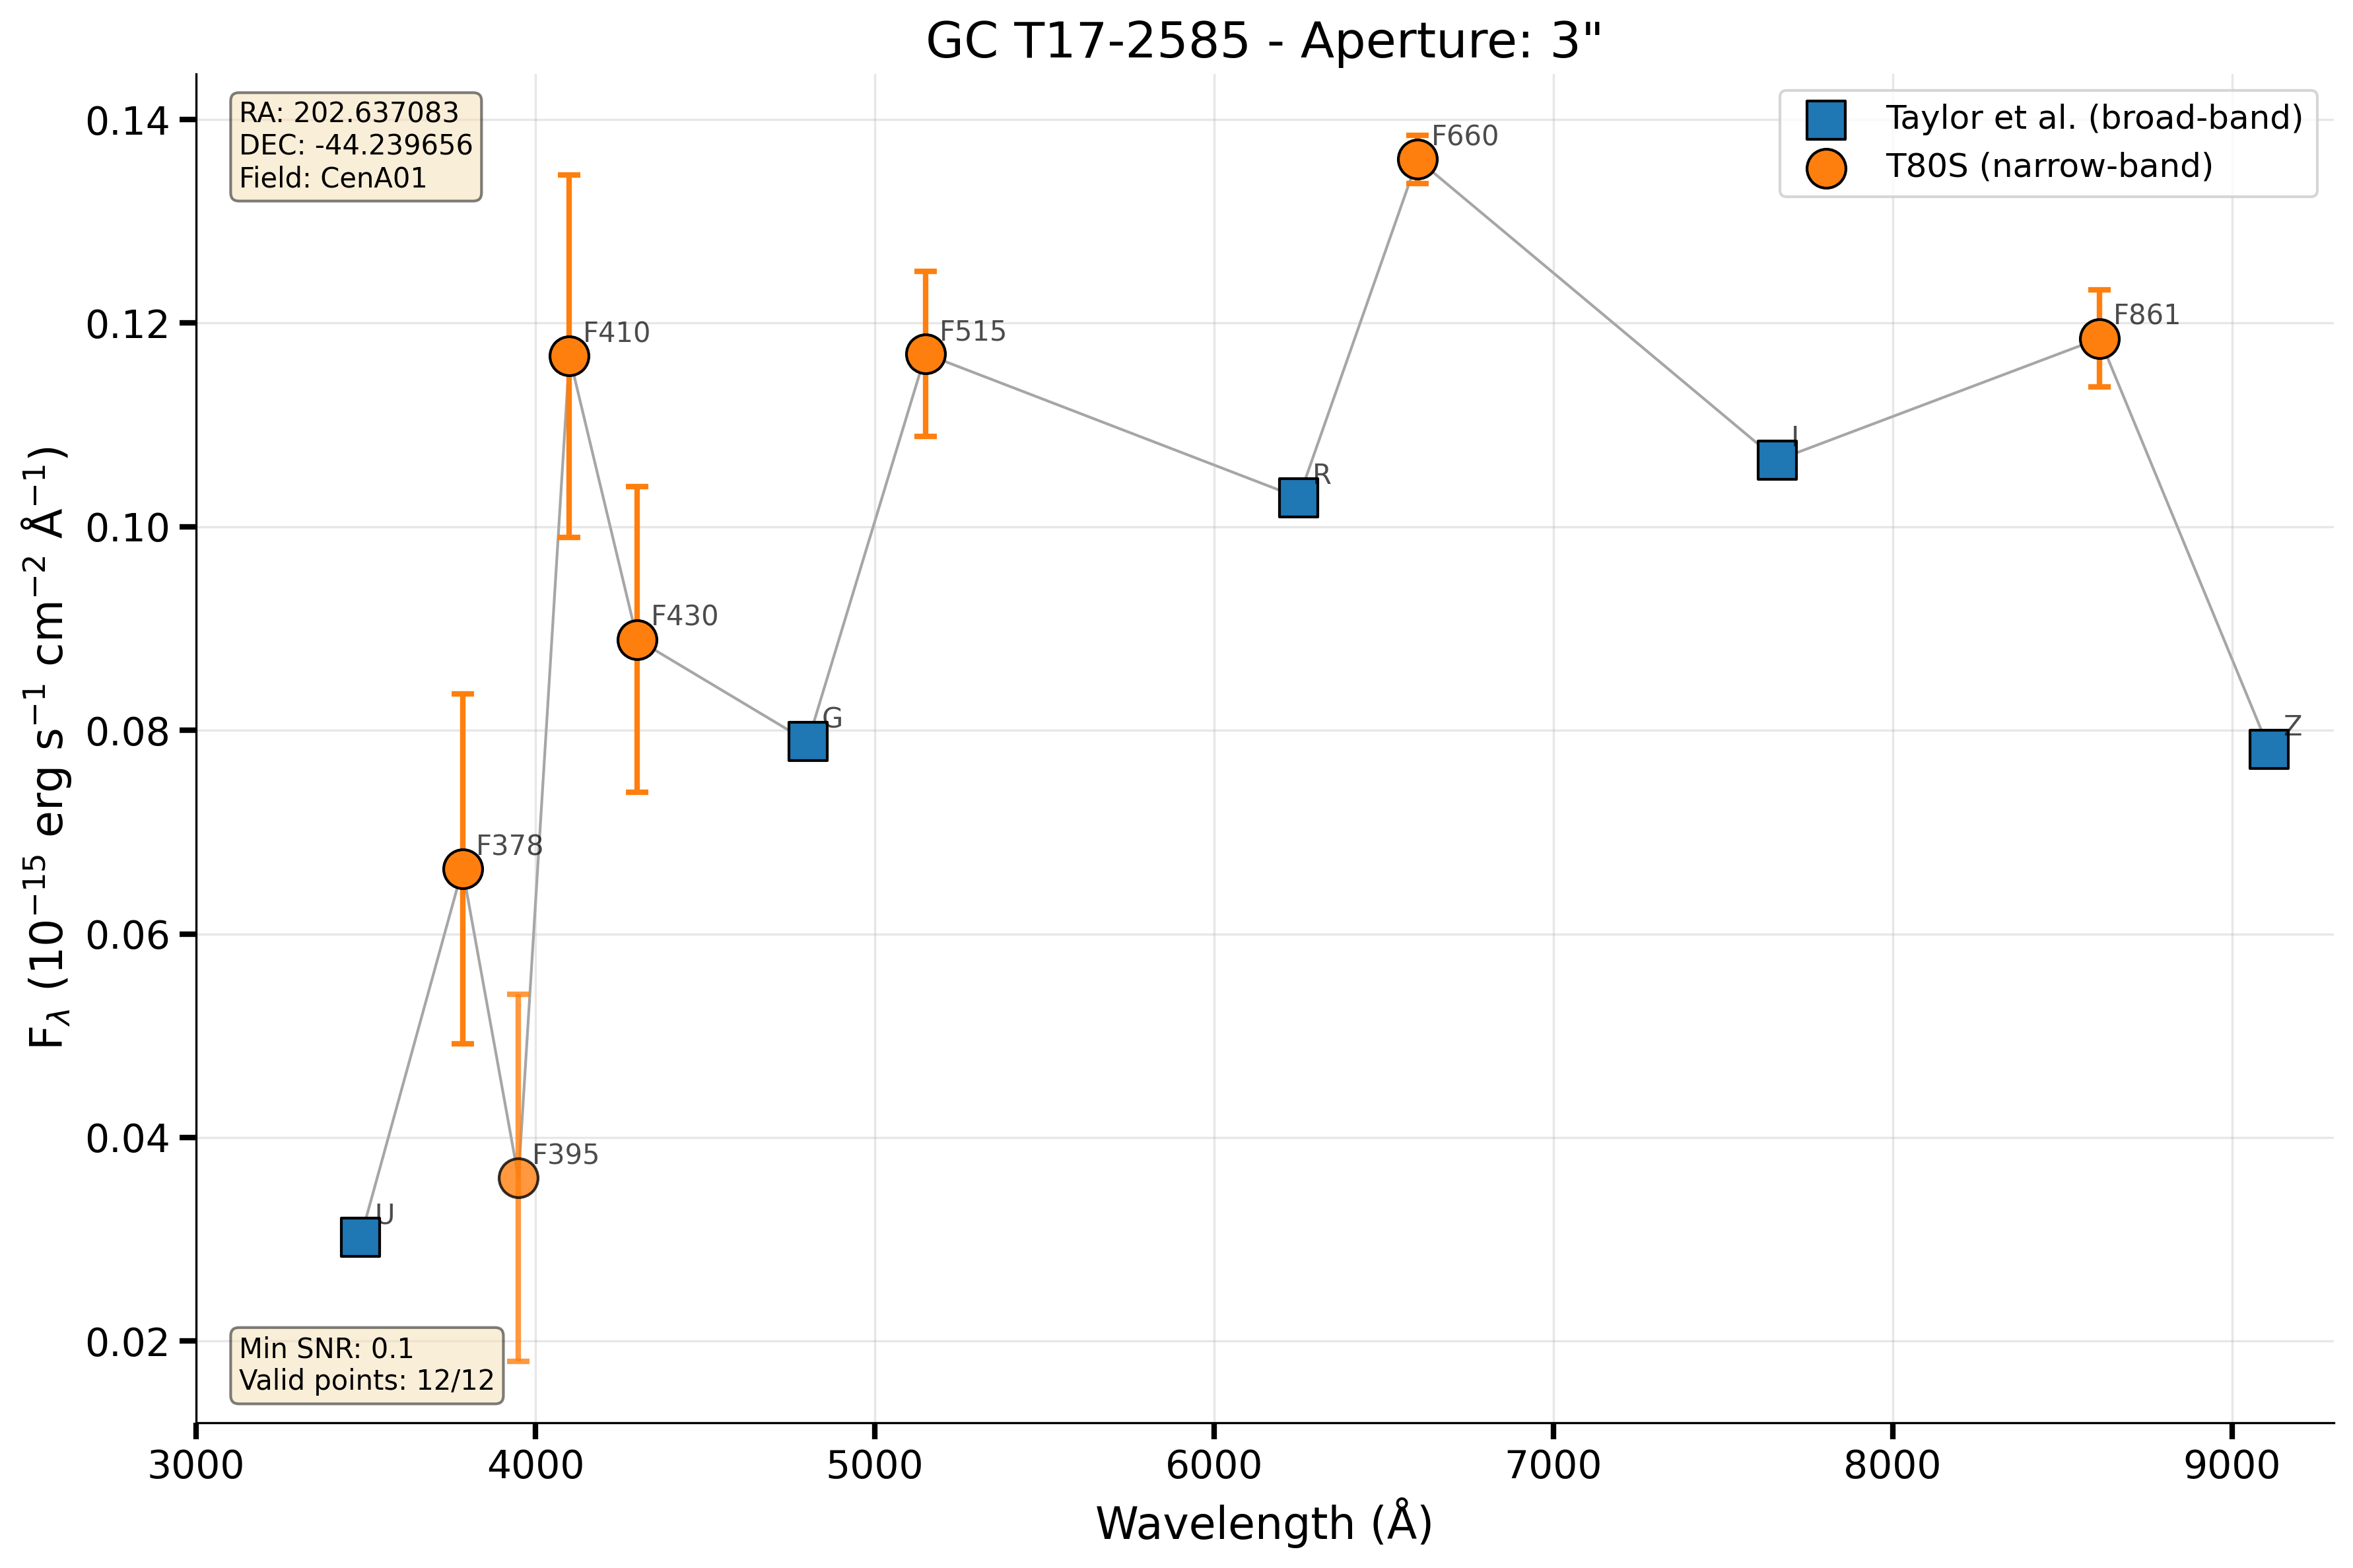 GC T17-2585 - Aperture: 3"
RA: 202.637083
DEC: -44.239656
Field: CenA01
Taylor et al. (broad-band)
T80S (narrow-band)
0.14
0.12
0.10
0.08
0.06
0.04
0.02
F$_{λ}$ (10$^{-15}$ erg s$^{-1}$ cm$^{-2}$ Å$^{-1}$)
F660
F410
F515
F861
I
R
F430
G
Z
F378
F395
U
Min SNR: 0.1
Valid points: 12/12
3000 4000 5000 6000 7000 8000 9000
Wavelength (Å)